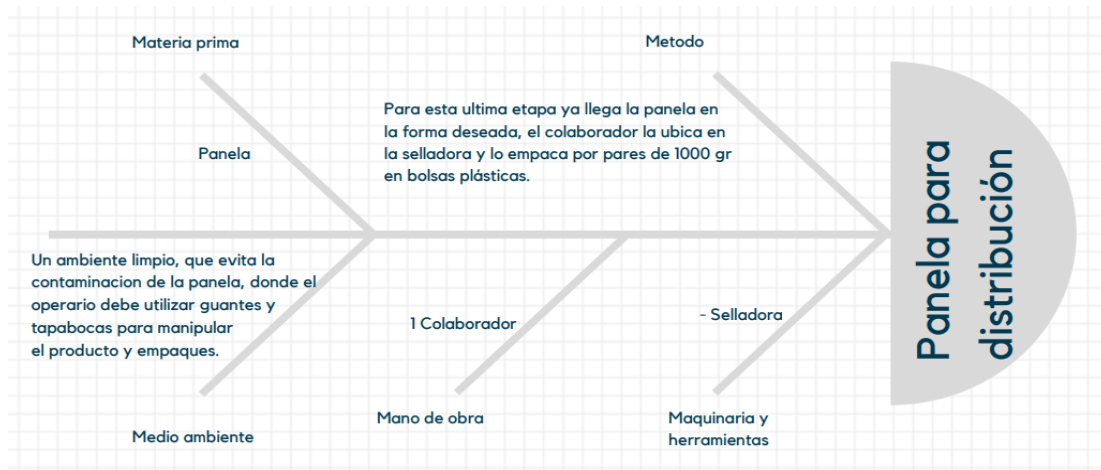 Materia prima
Metodo
Para esta ultima etapa ya llega la panela en
la forma deseada, el colaborador la ubica en
la selladora y lo empaca por pares de 1000 gr
en bolsas plásticas.
Panela
Panela para
distribución
Un ambiente limpio, que evita la
contaminacion de la panela, donde el
operario debe utilizar guantes y
tapabocas para manipular
el producto y empaques.
1 Colaborador
- Selladora
Medio ambiente
Mano de obra
Maquinaria y
herramientas